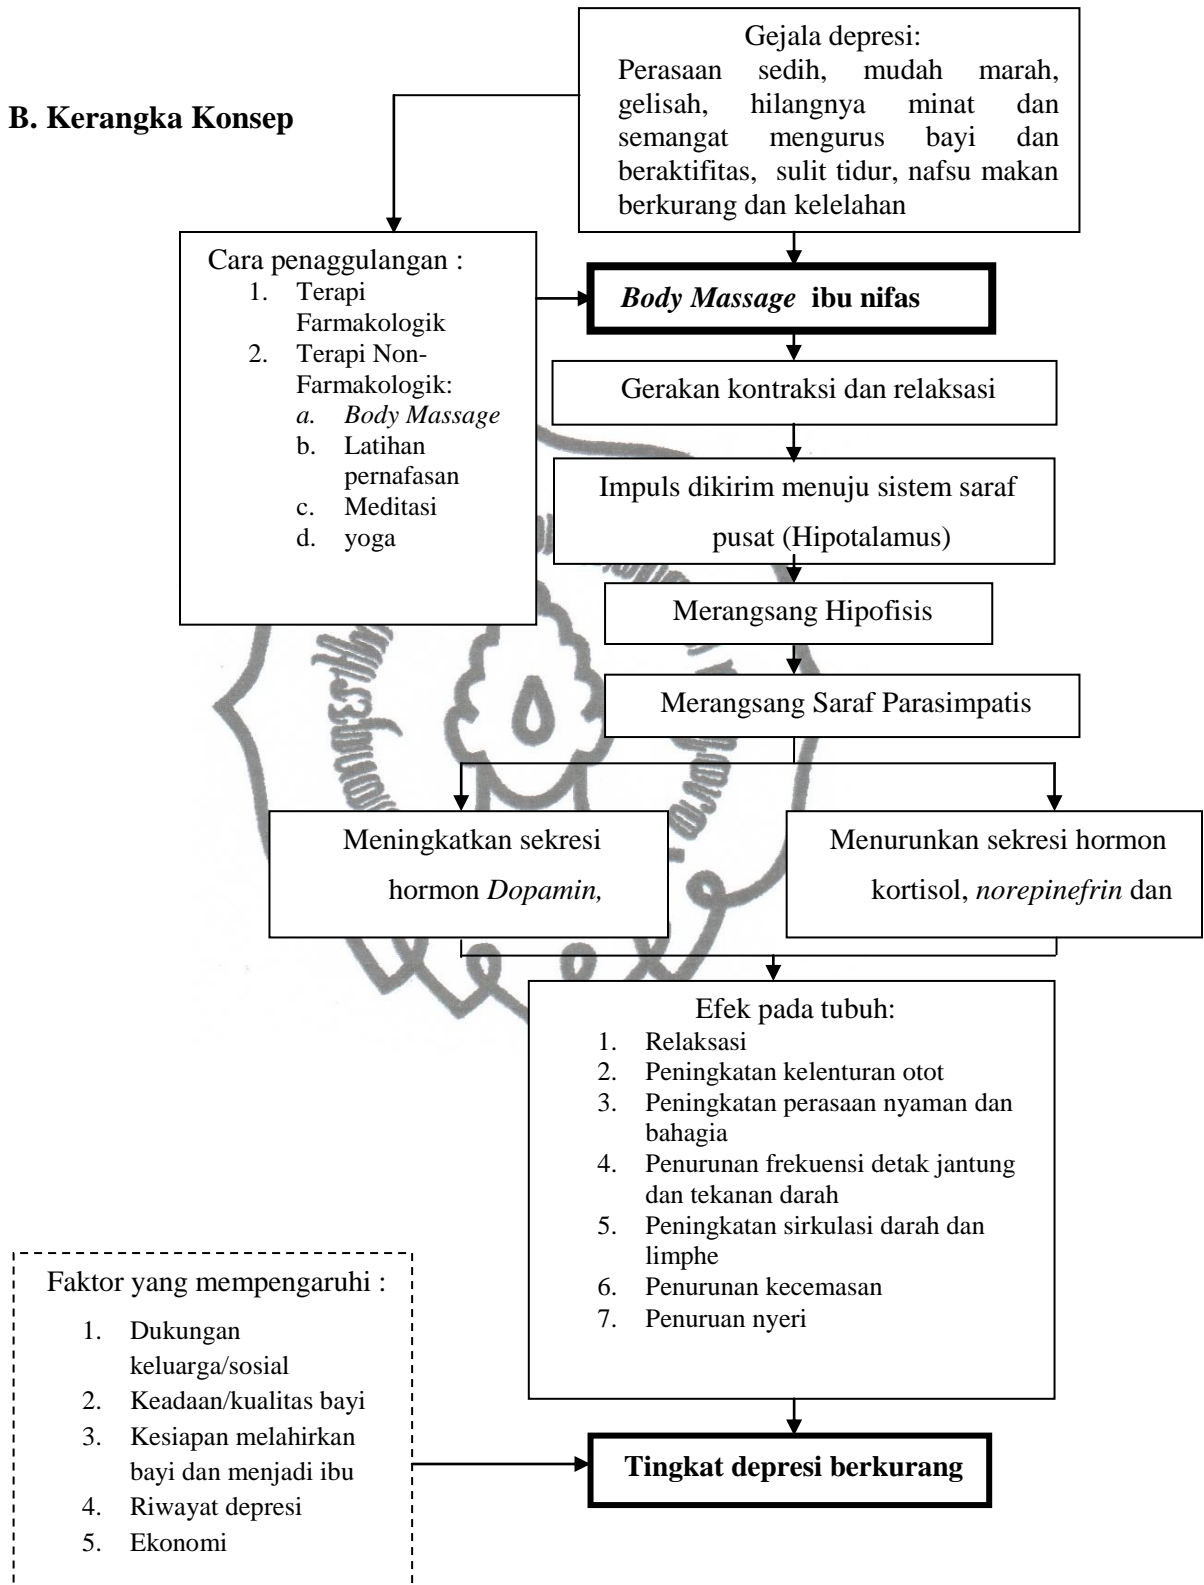 Gejala depresi:
Perasaan sedih, mudah marah,
gelisah, hilangnya minat dan
semangat mengurus bayi dan
beraktifitas, sulit tidur, nafsu makan
berkurang dan kelelahan
B. Kerangka Konsep
Cara penaggulangan :
1. Terapi
Farmakologik
2. Terapi Non-
Farmakologik:
a. Body Massage
b. Latihan
pernafasan
c. Meditasi
d. yoga
Body Massage ibu nifas
Gerakan kontraksi dan relaksasi
Impuls dikirim menuju sistem saraf
pusat (Hipotalamus)
Merangsang Hipofisis
Merangsang Saraf Parasimpatis
Meningkatkan sekresi
hormon Dopamin,
Menurunkan sekresi hormon
kortisol, norepinefrin dan
Efek pada tubuh:
1. Relaksasi
2. Peningkatan kelenturan otot
3. Peningkatan perasaan nyaman dan
bahagia
4. Penurunan frekuensi detak jantung
dan tekanan darah
5. Peningkatan sirkulasi darah dan
limphe
6. Penurunan kecemasan
7. Penuruan nyeri
Faktor yang mempengaruhi :
1. Dukungan
keluarga/sosial
2. Keadaan/kualitas bayi
3. Kesiapan melahirkan
bayi dan menjadi ibu
4. Riwayat depresi
5. Ekonomi
Tingkat depresi berkurang